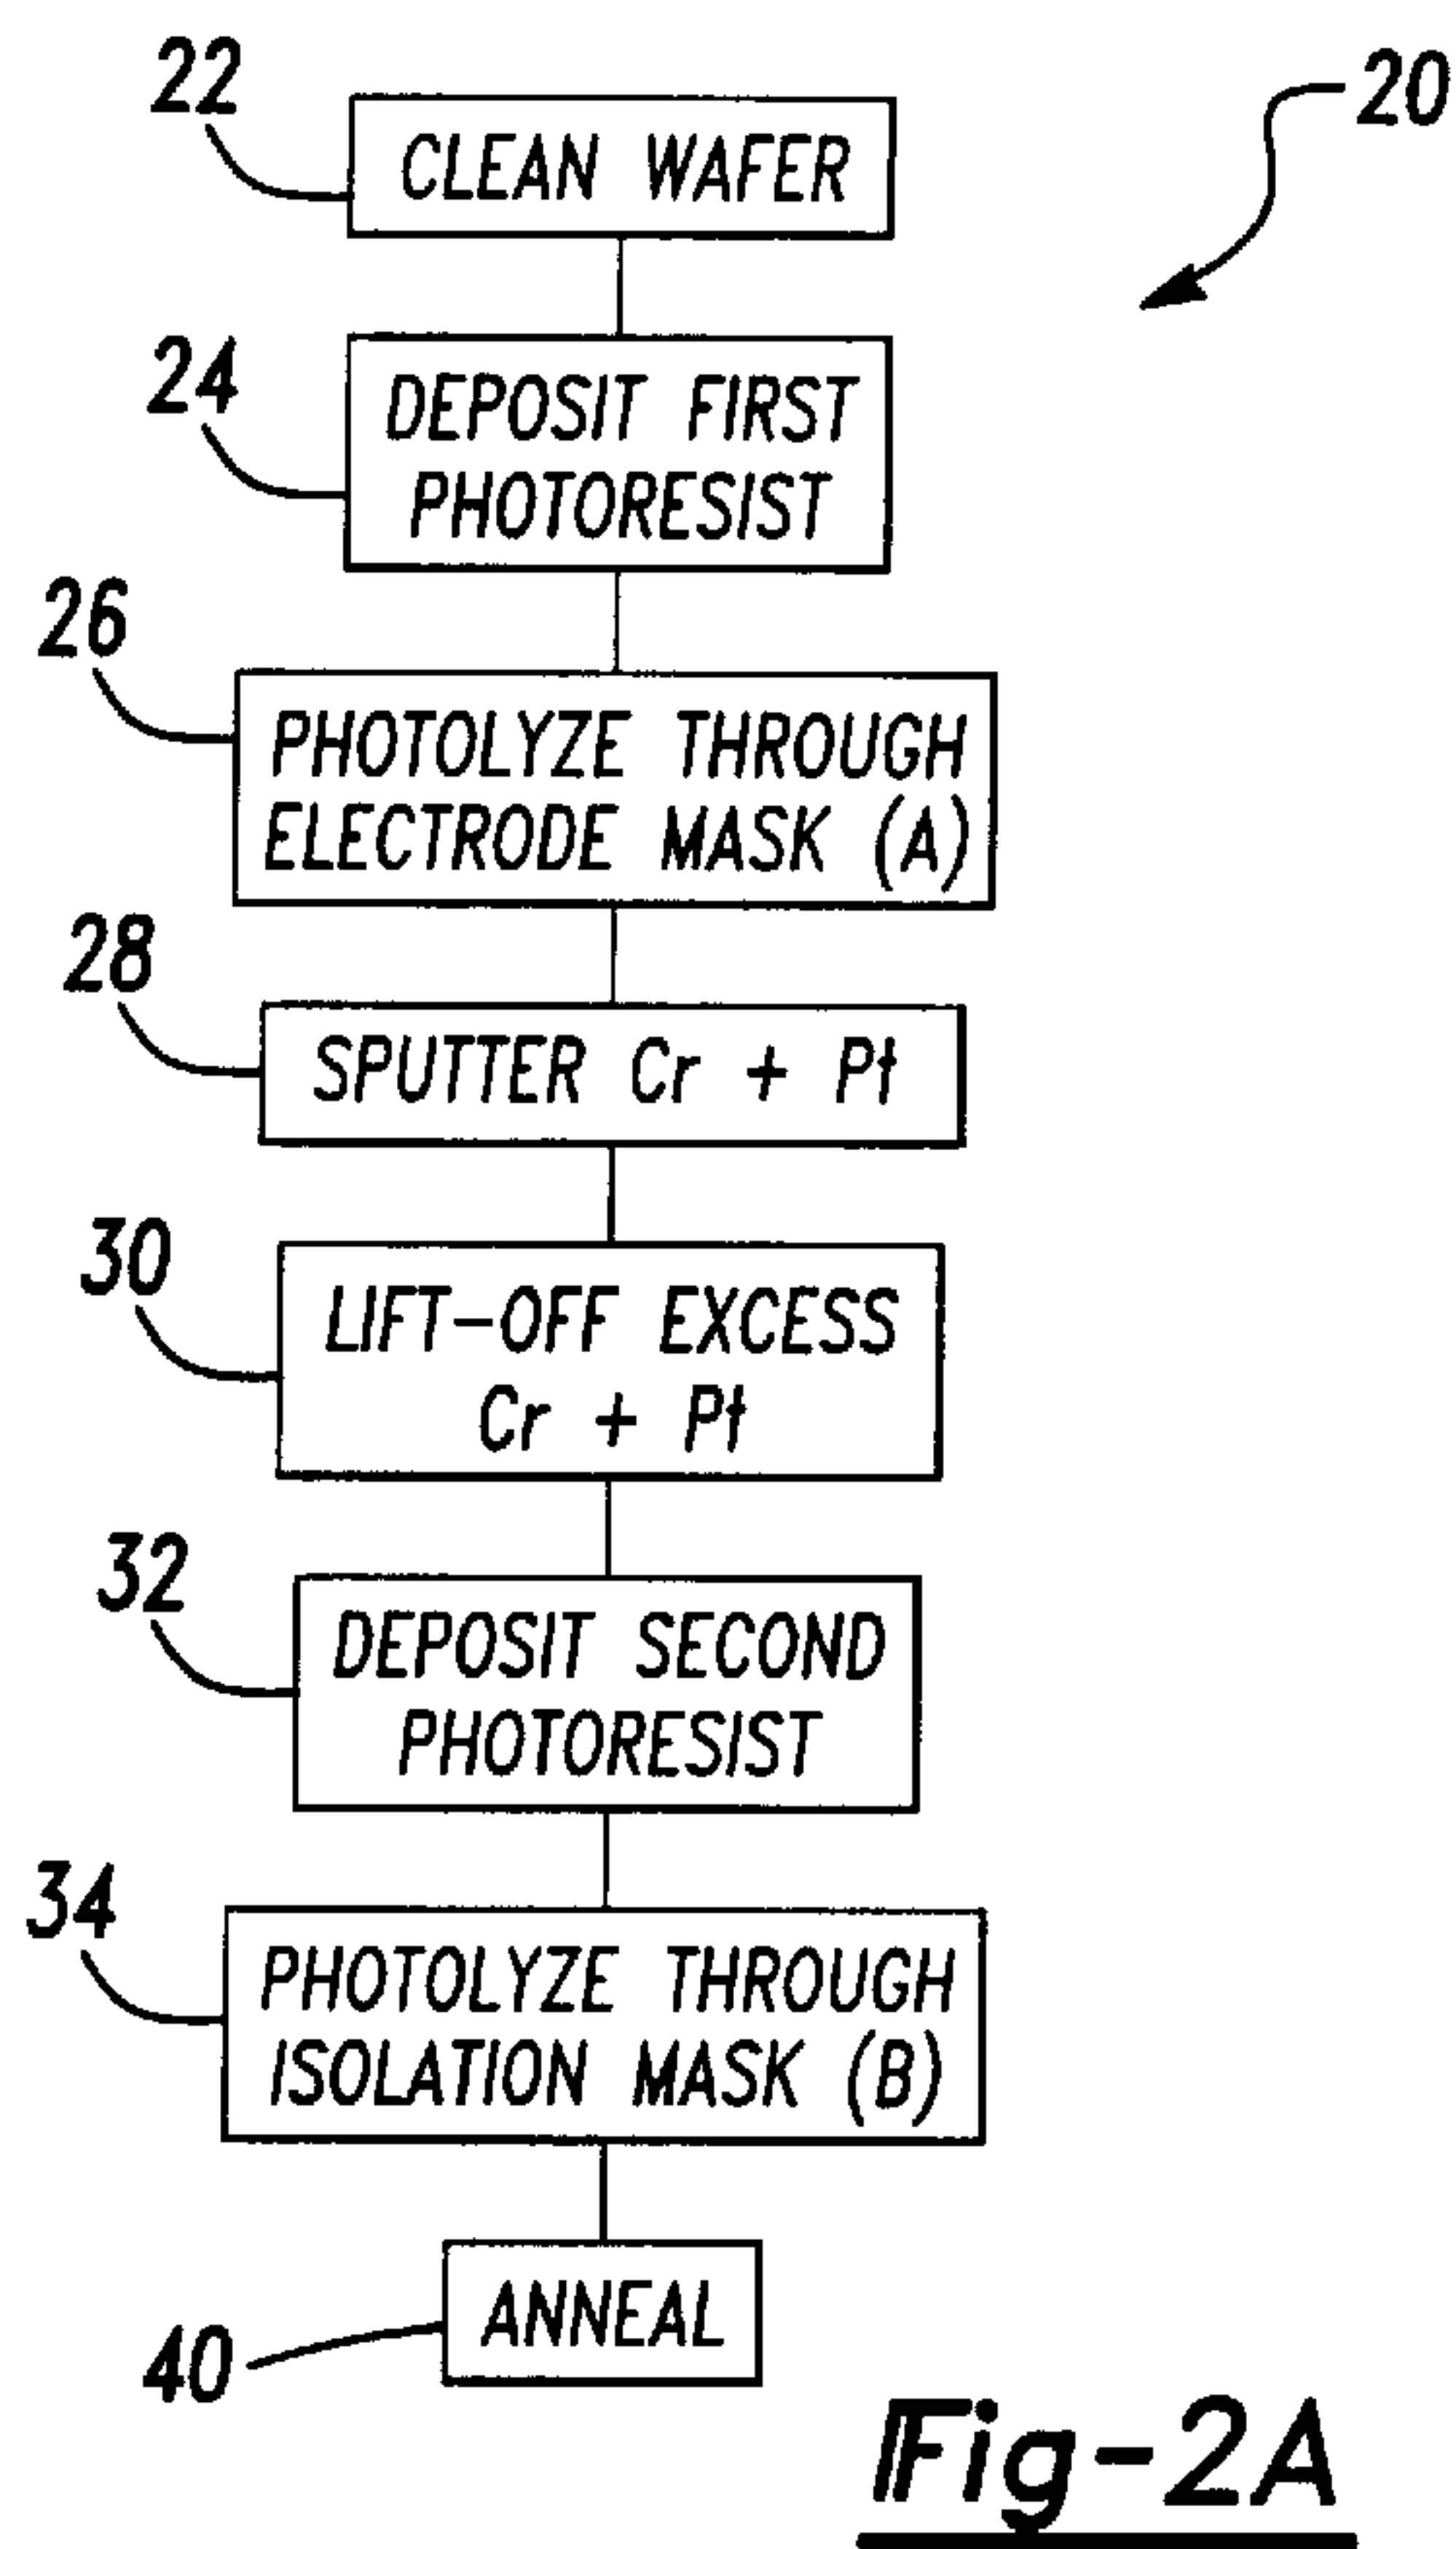 22
20
CLEAN WAFER
24
DEPOSIT FIRST
PHOTORESIST
26
PHOTOLYZE THROUGH
ELECTRODE MASK (A)
28
SPUTTER Cr + Pt
30
LIFT-OFF EXCESS
Cr + Pt
32
DEPOSIT SECOND
PHOTORESIST
34
PHOTOLYZE THROUGH
ISOLATION MASK (B)
40
ANNEAL
Fig-2A